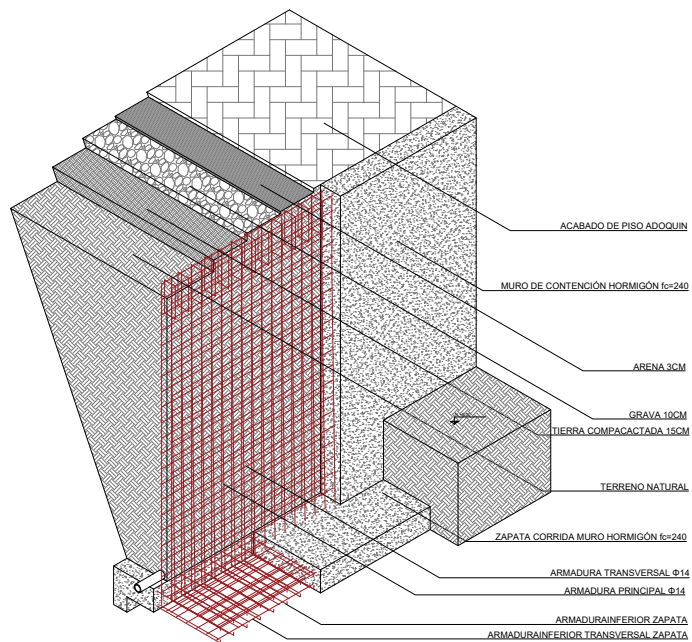 ACABADO DE PISO ADOQUIN
MURO DE CONTENCIÓN HORMIGÓN fc=240
ARENA 3CM
GRAVA 10CM
TIERRA COMPACACTADA 15CM
TERRENO NATURAL
ZAPATA CORRIDA MURO HORMIGÓN fc=240
ARMADURA TRANSVERSAL Φ14
ARMADURA PRINCIPAL Φ14
ARMADURAINFERIOR ZAPATA
ARMADURAINFERIOR TRANSVERSAL ZAPATA